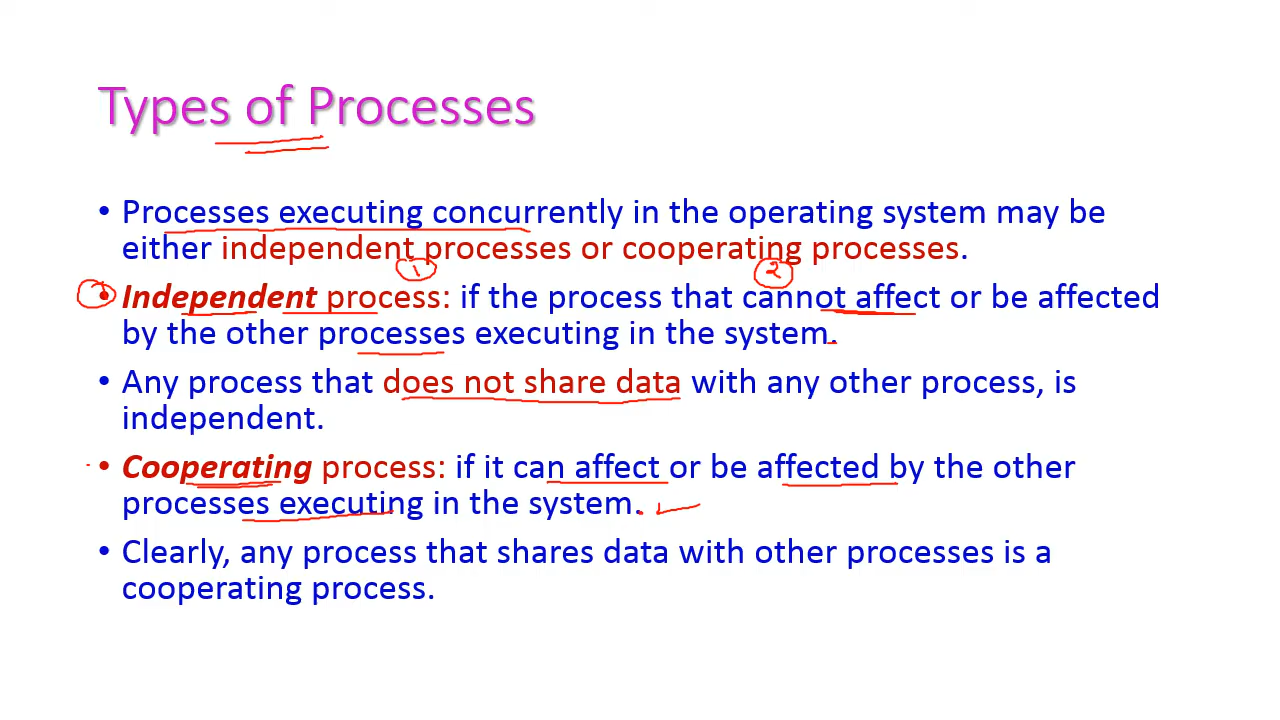 Types of Processes
• Processes executing concurrently in the operating system may be
either independent processes or cooperating processes.
1 2
• Independent process: if the process that cannot affect or be affected
by the other processes executing in the system.
• Any process that does not share data with any other process, is
independent.
• Cooperating process: if it can affect or be affected by the other
processes executing in the system.
• Clearly, any process that shares data with other processes is a
cooperating process.